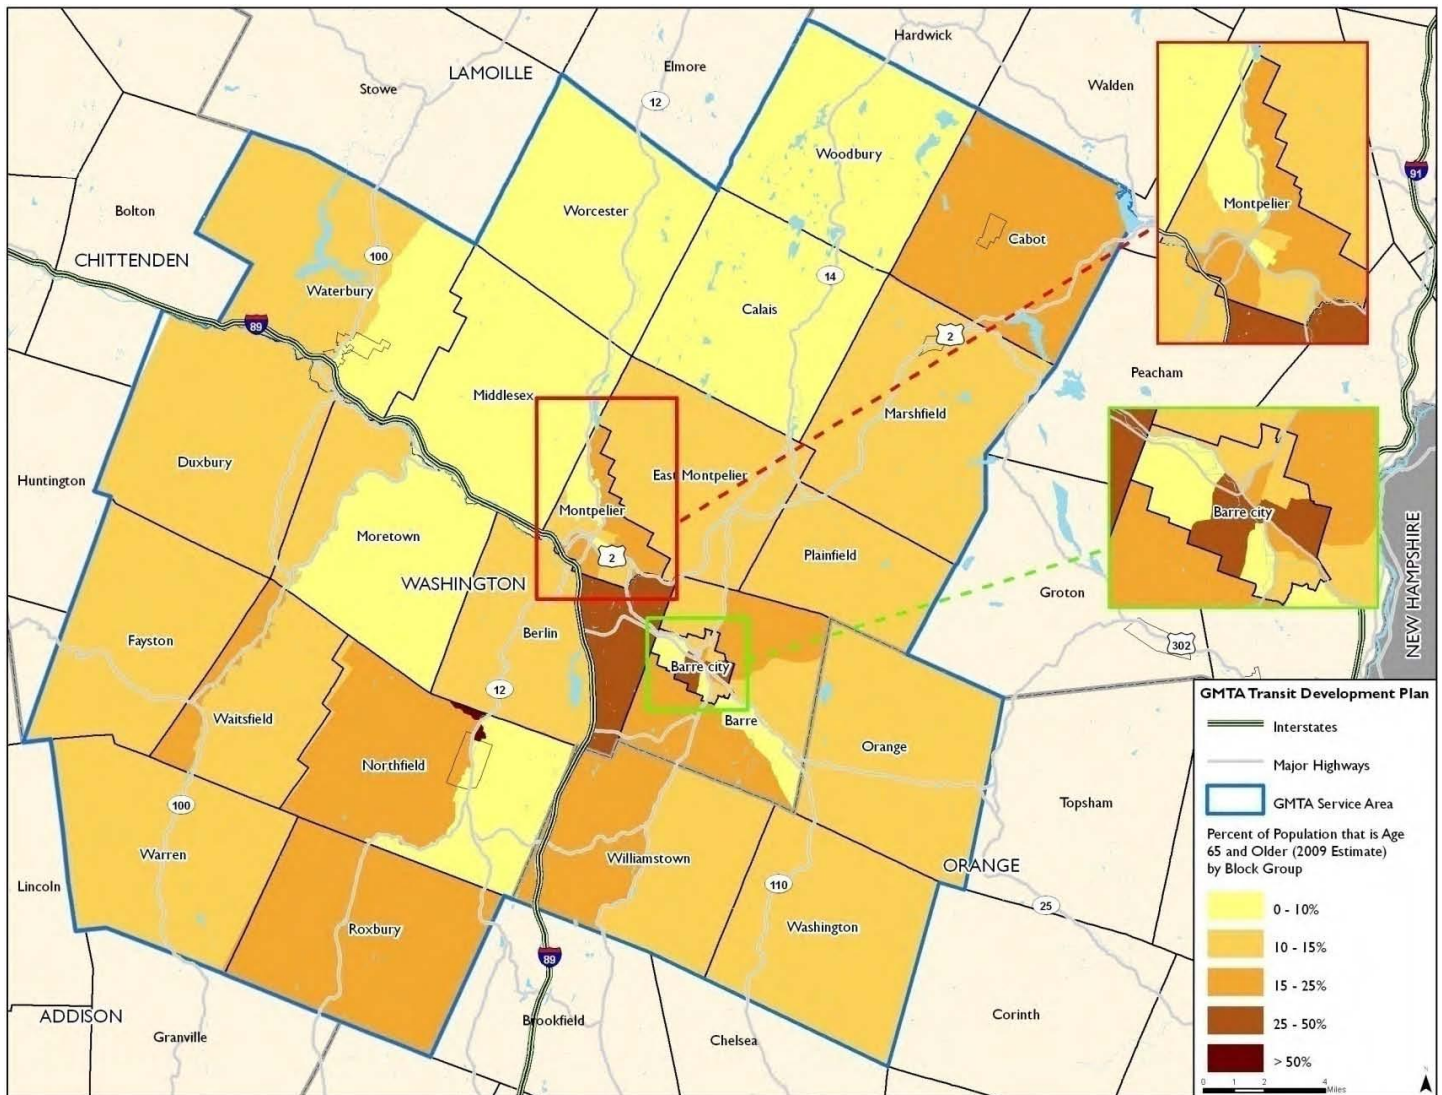 Hardwick
LAMOILLE
Elmore
Stowe
12
Walden
91
Woodbury
Bolton
Worcester
Montpelier
Cabot
100
CHITTENDEN
14
Waterbury
Calais
89
2
Peacham
Middlesex
Marshfield
Duxbury
East Montpelier
Huntington
Montpelier
Barre city
Moretown
2
Plainfield
NEW HAMPSHIRE
WASHINGTON
Groton
Fayston
Berlin
302
Barre city
12
Waitsfield
Barre
Orange
Northfield
100
Topsham
Warren
Williamstown
ORANGE
Lincoln
110
25
Roxbury
Washington
89
ADDISON
Brookfield
Corinth
Granville
Chelsea
GMTA Transit Development Plan
Interstates
Major Highways
GMTA Service Area
Percent of Population that is Age
65 and Older (2009 Estimate)
by Block Group
0 - 10%
10 - 15%
15 - 25%
25 - 50%
> 50%
0 1 2 4 Miles